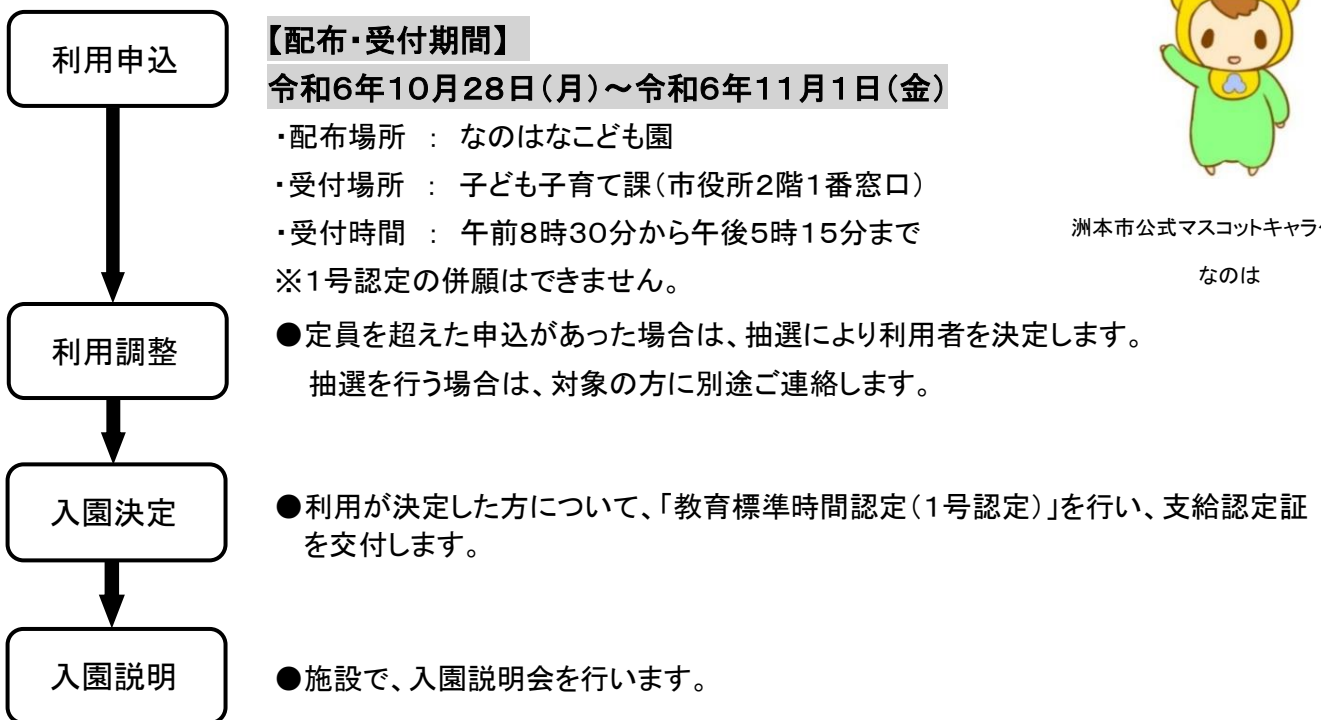 利用申込
【配布・受付期間】
令和6年10月28日(月)～令和6年11月1日(金)
・配布場所 : なのはなこども園
・受付場所 : 子ども子育て課(市役所2階1番窓口)
・受付時間 : 午前8時30分から午後5時15分まで
※1号認定の併願はできません。
洲本市公式マスコットキャラ
なのは
利用調整
●定員を超えた申込があった場合は、抽選により利用者を決定します。
抽選を行う場合は、対象の方に別途ご連絡します。
入園決定
●利用が決定した方について、「教育標準時間認定(1号認定)」を行い、支給認定証
を交付します。
入園説明
●施設で、入園説明会を行います。